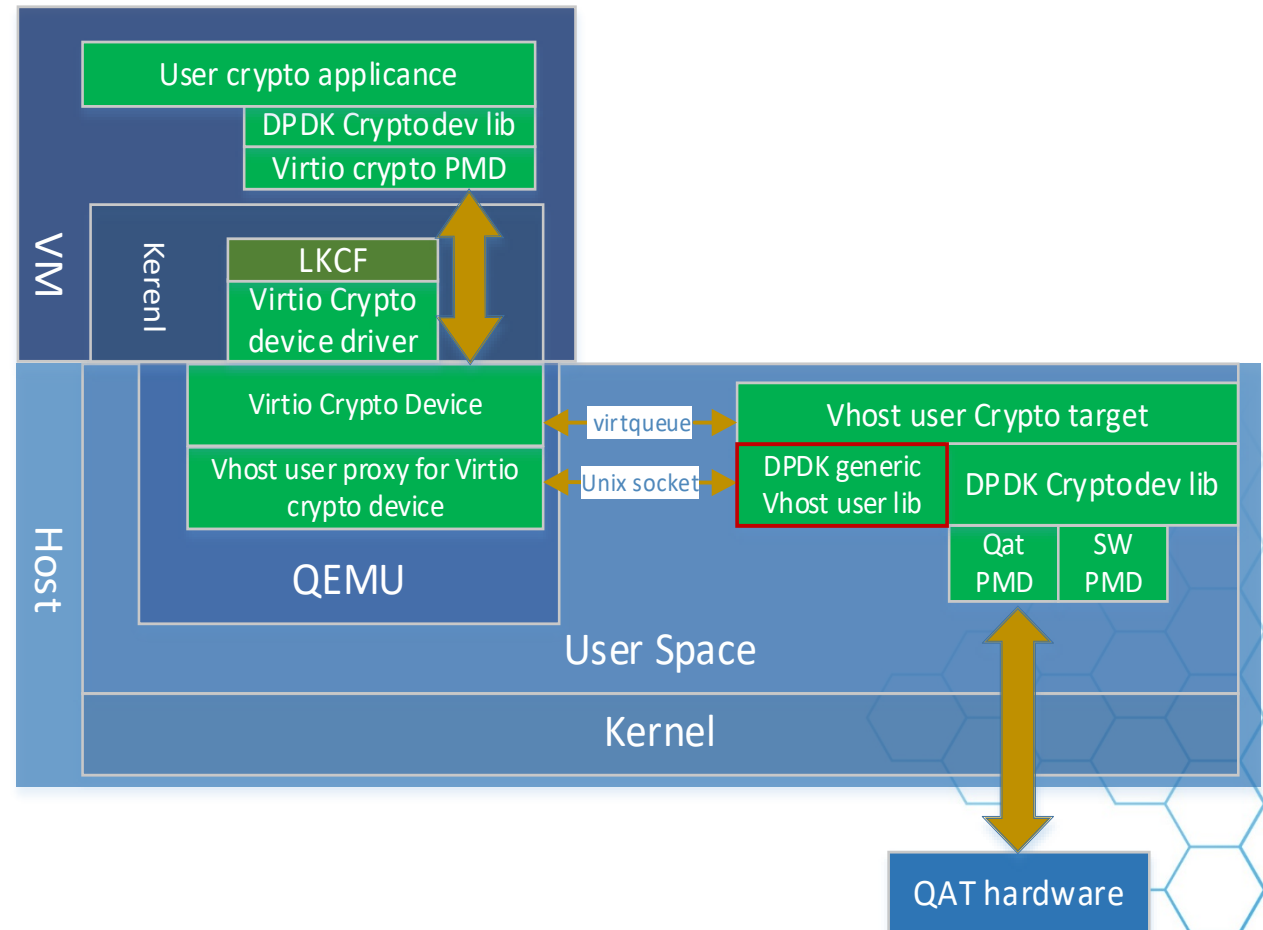 User crypto applicance
DPDK Cryptodev lib
Virtio crypto PMD
VM
Kerenl
LKCF
Virtio Crypto
device driver
Host
Virtio Crypto Device
virtqueue
Vhost user Crypto target
Vhost user proxy for Virtio
crypto device
Unix socket
DPDK generic
Vhost user lib
DPDK Cryptodev lib
Qat
PMD
SW
PMD
QEMU
User Space
Kernel
QAT hardware